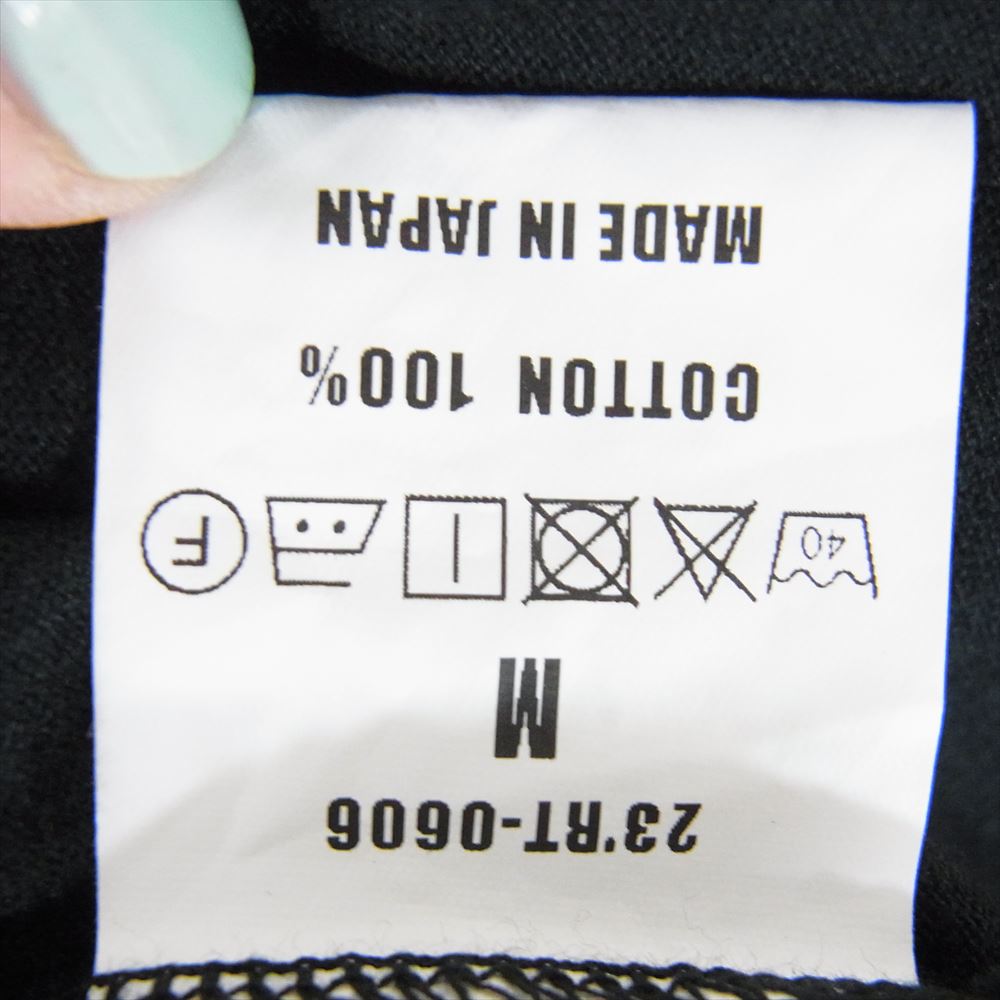 23'RT-0606
M
40 F
COTTON 100%
MADE IN JAPAN